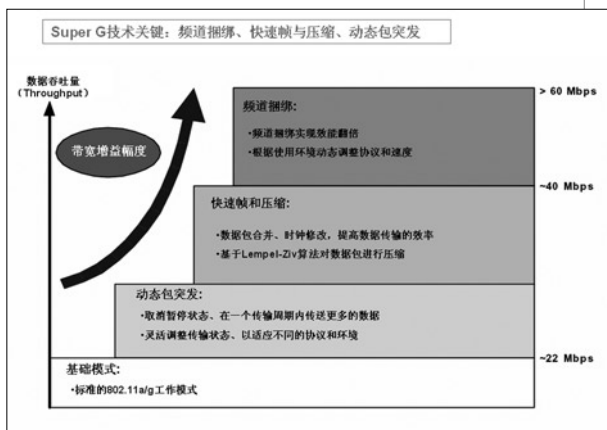 Super G技术关键：频道捆绑、快速帧与压缩、动态包突发
数据吞吐量
（Throughput）
带宽增益幅度
> 60 Mbps
频道捆绑：
·频道捆绑实现效能翻倍
·根据使用环境动态调整协议和速度
~40 Mbps
快速帧和压缩：
·数据包合并、时钟修改，提高数据传输的效率
·基于Lempel-Ziv算法对数据包进行压缩
动态包突发：
·取消暂停状态、在一个传输周期内传送更多的数据
·灵活调整传输状态、以适应不同的协议和环境
~22 Mbps
基础模式：
·标准的802.11a/g工作模式